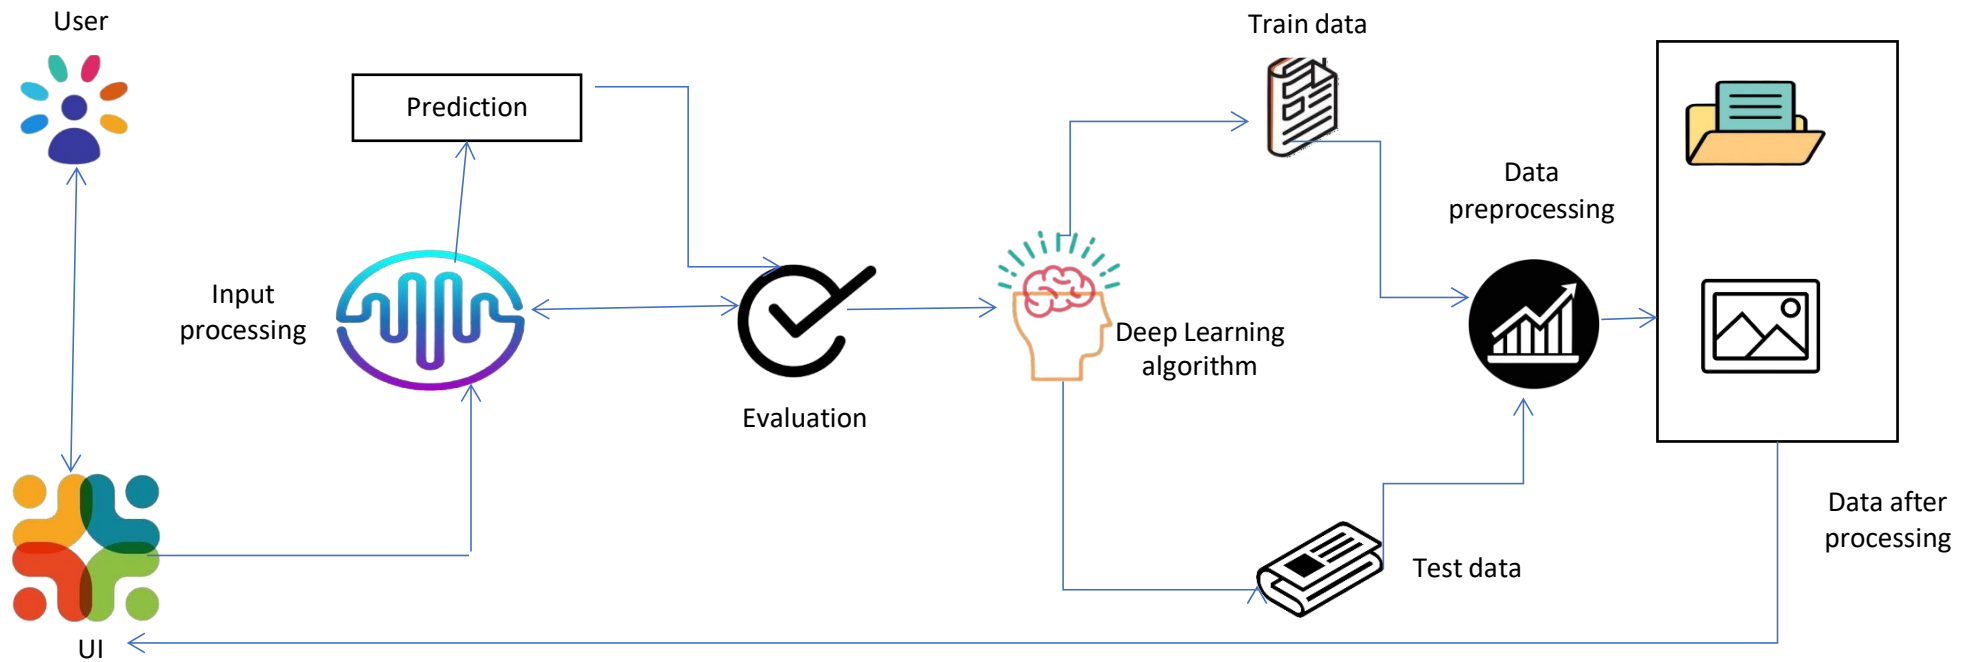 User
Train data
Prediction
Data
preprocessing
Input
processing
Deep Learning
algorithm
Evaluation
Data after
processing
Test data
UI